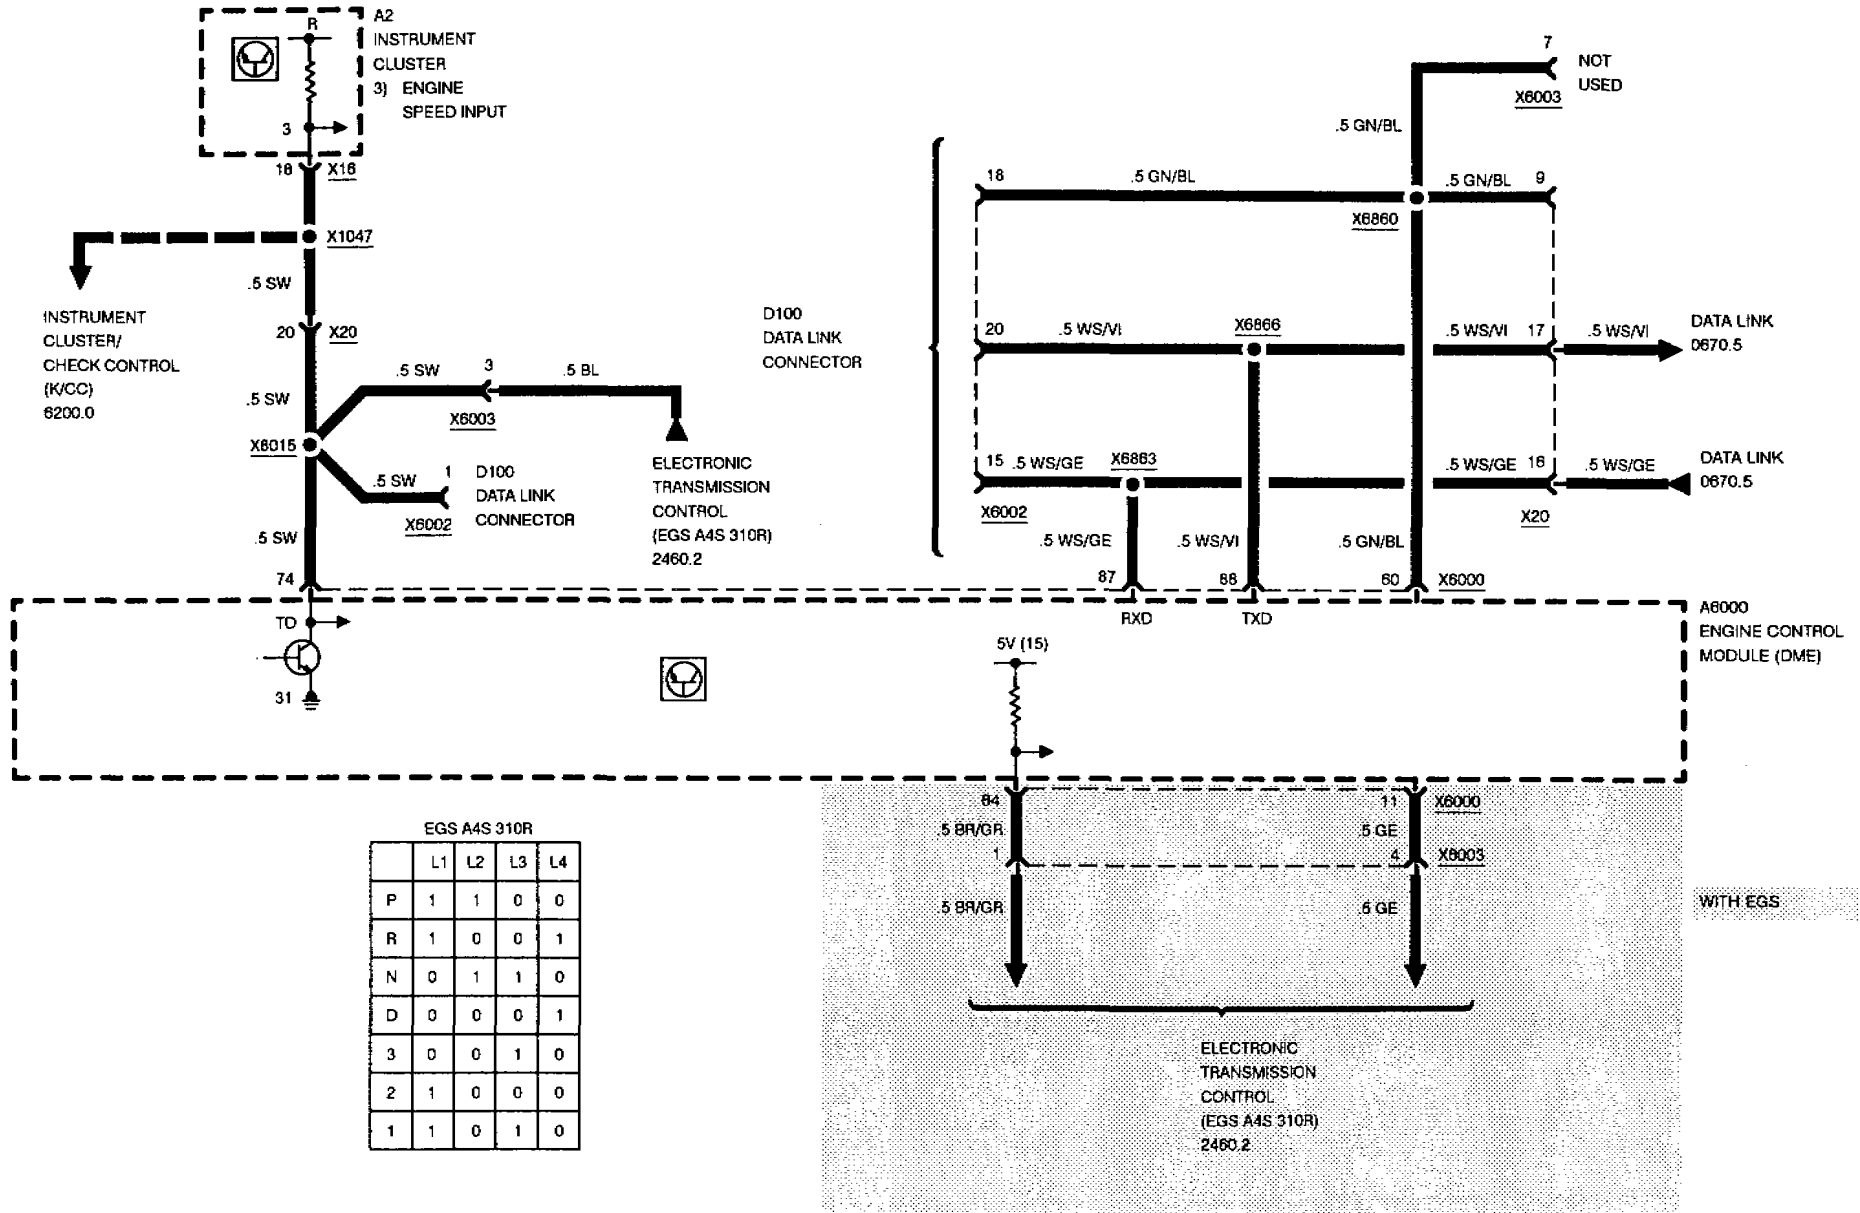 R
A2
INSTRUMENT
CLUSTER
3) ENGINE
SPEED INPUT
3
18
X16
X1047
.5 SW
INSTRUMENT
CLUSTER/
CHECK CONTROL
(K/CC)
6200.0
20
X20
.5 SW
X6015
.5 SW
3
.5 BL
X6003
.5 SW
1
X6002
D100
DATA LINK
CONNECTOR
ELECTRONIC
TRANSMISSION
CONTROL
(EGS A4S 310R)
2460.2
.5 SW
74
7
NOT
USED
X6003
.5 GN/BL
18
.5 GN/BL
.5 GN/BL
9
X6860
D100
DATA LINK
CONNECTOR
20
.5 WS/VI
X6866
.5 WS/VI
17
.5 WS/VI
DATA LINK
0670.5
15
.5 WS/GE
X6863
.5 WS/GE
16
.5 WS/GE
DATA LINK
0670.5
X6002
X20
.5 WS/GE
.5 WS/VI
.5 GN/BL
87
88
60
X6000
TD
31
RXD
TXD
5V (15)
A6000
ENGINE CONTROL
MODULE (DME)
84
11
X6000
.5 BR/GR
.5 GE
1
4
X6003
.5 BR/GR
.5 GE
WITH EGS
ELECTRONIC
TRANSMISSION
CONTROL
(EGS A4S 310R)
2460.2
EGS A4S 310R
L1 L2 L3 L4
P 1 1 0 0
R 1 0 0 1
N 0 1 1 0
D 0 0 0 1
3 0 0 1 0
2 1 0 0 0
1 1 0 1 0